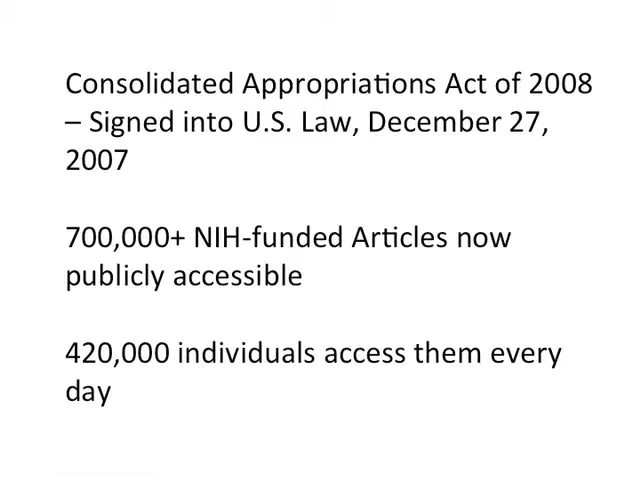 Consolidated Appropriations Act of 2008
– Signed into U.S. Law, December 27,
2007
700,000+ NIH-funded Articles now
publicly accessible
420,000 individuals access them every
day